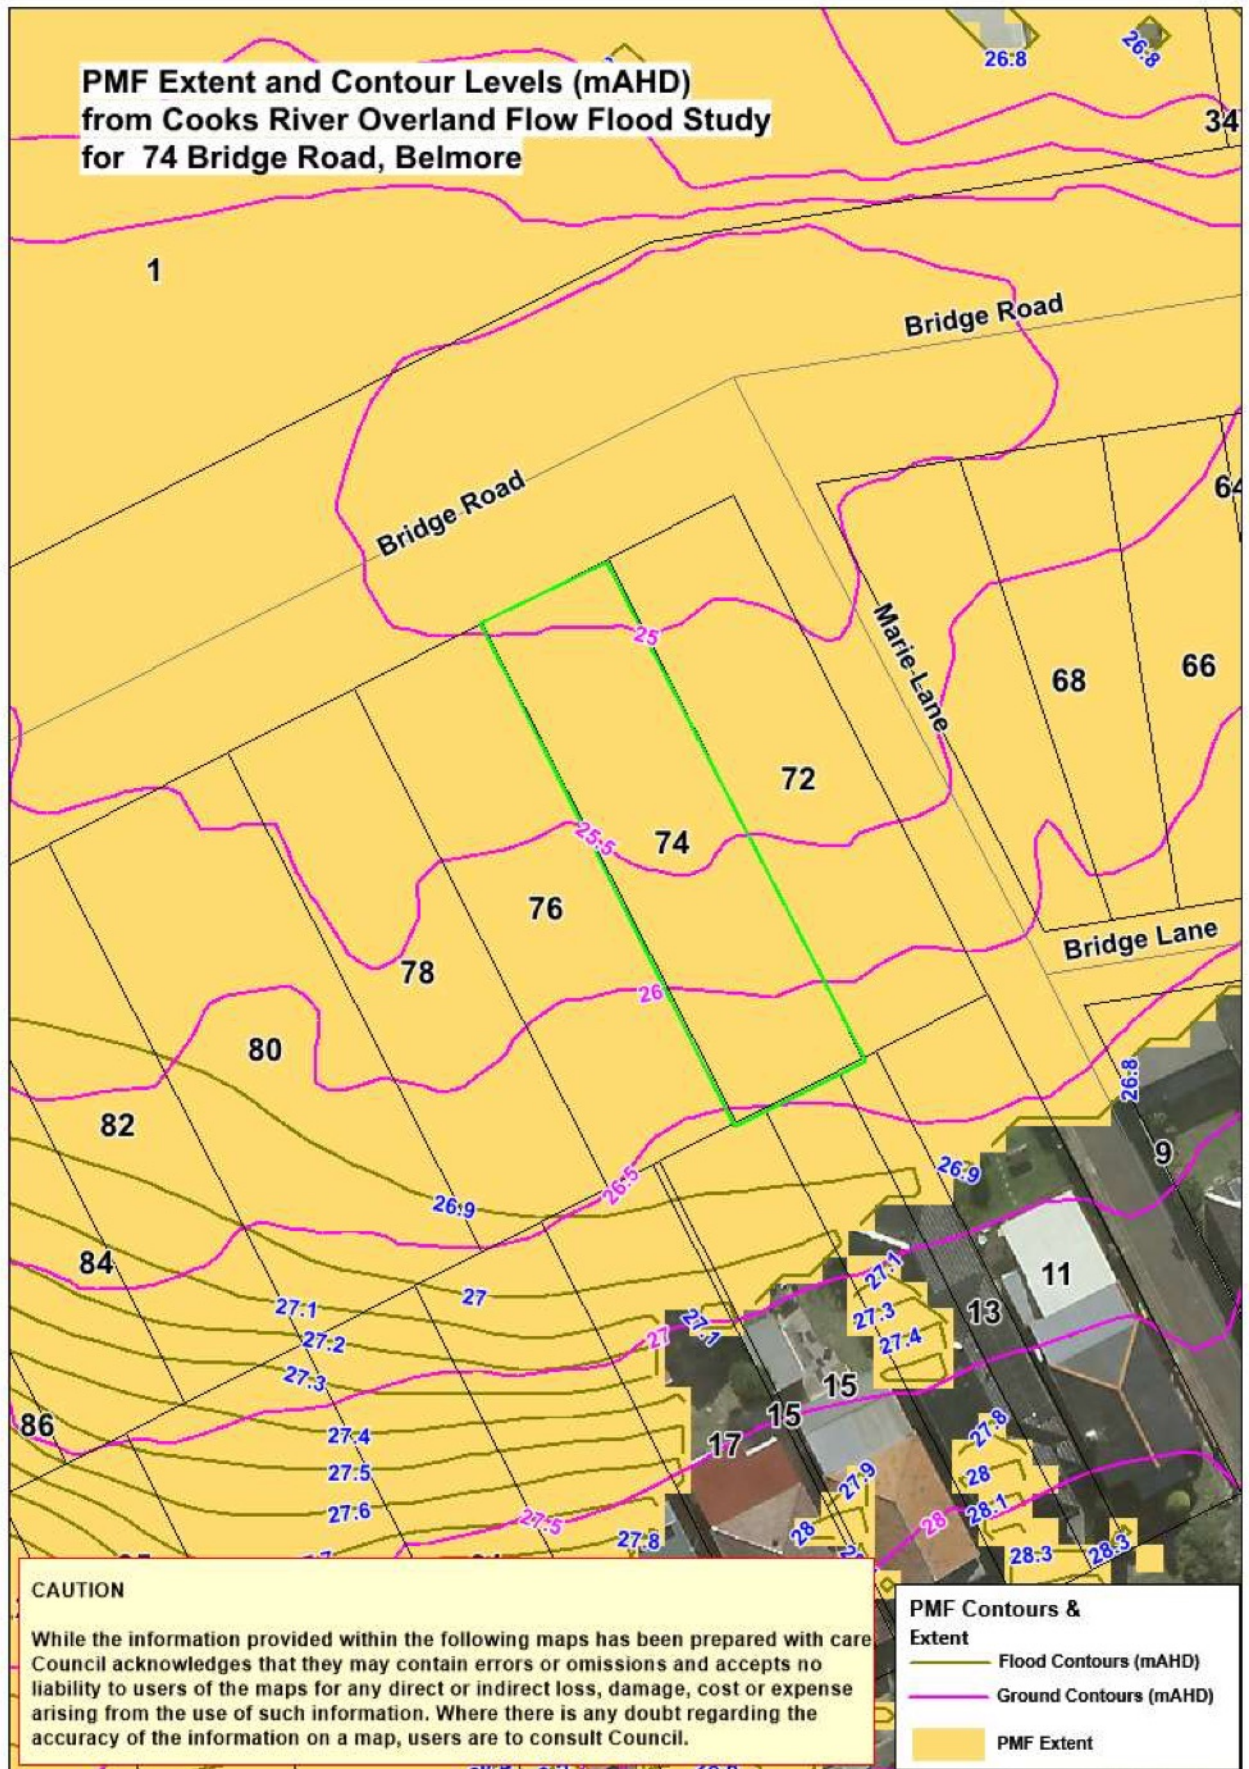 PMF Extent and Contour Levels (mAHD)
from Cooks River Overland Flow Flood Study
for 74 Bridge Road, Belmore
26.8
26.8
34
1
Bridge Road
Bridge Road
64
25
Marie Lane
68
66
72
25.5
74
76
Bridge Lane
78
26
80
26.8
82
9
26.9
26.5
26.9
84
27.1
11
27
27.1
27.3
13
27.2
27
27.1
27.4
27.3
15
86
15
27.4
17
27.8
27.5
27.9
28
27.6
27.5
28
28.1
28
27.8
28.3
28.3
CAUTION
While the information provided within the following maps has been prepared with care
Council acknowledges that they may contain errors or omissions and accepts no
liability to users of the maps for any direct or indirect loss, damage, cost or expense
arising from the use of such information. Where there is any doubt regarding the
accuracy of the information on a map, users are to consult Council.
PMF Contours &
Extent
Flood Contours (mAHD)
Ground Contours (mAHD)
PMF Extent